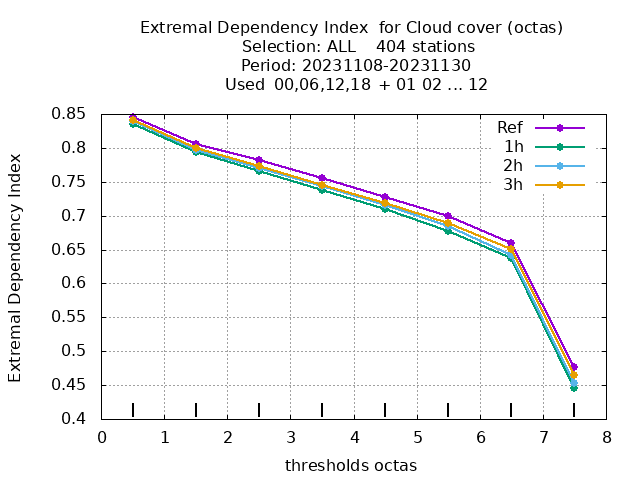 Extremal Dependency Index  for Cloud cover (octas)
Selection: ALL    404 stations
Period: 20231108-20231130
Used  00,06,12,18  + 01 02 ... 12
Ref
1h
2h
3h
0.85
0.8
0.75
0.7
0.65
0.6
0.55
0.5
0.45
0.4
Extremal Dependency Index
0 1 2 3 4 5 6 7 8
thresholds octas